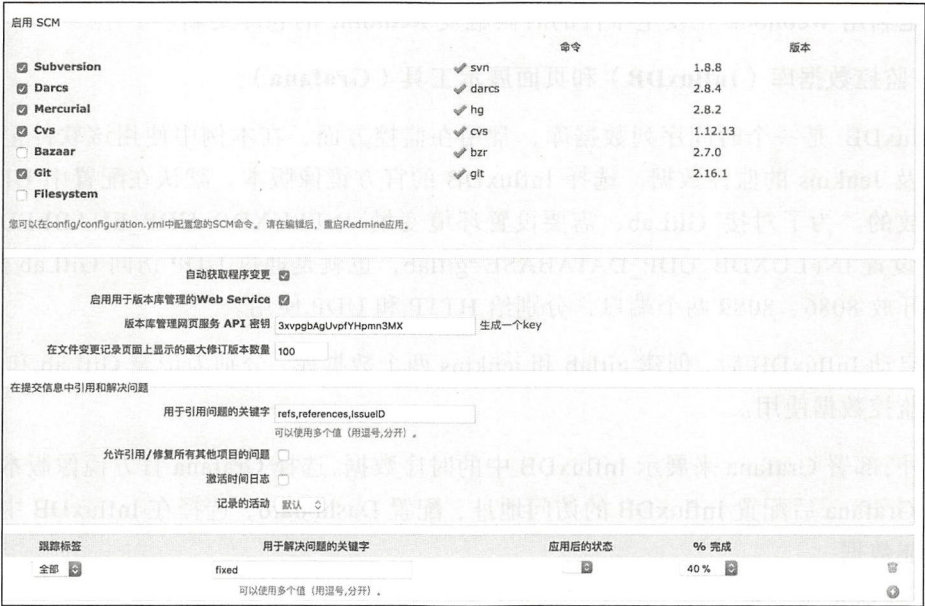 启用 SCM
命令 版本
Subversion svn 1.8.8
Darcs darcs 2.8.4
Mercurial hg 2.8.2
Cvs cvs 1.12.13
Bazaar bzr 2.7.0
Git git 2.16.1
Filesystem
您可以在config/configuration.yml中配置您的SCM命令。 请在编辑后，重启Redmine应用。
自动获取程序变更
启用用于版本库管理的Web Service
版本库管理网页服务 API 密钥 3xvpgbAgUvpfYHpmn3MX 生成一个key
在文件变更记录页面上显示的最大修订版本数量 100
在提交信息中引用和解决问题
用于引用问题的关键字 refs,references,IssueID
可以使用多个值（用逗号,分开）。
允许引用/修复所有其他项目的问题
激活时间日志
记录的活动 默认
跟踪标签 用于解决问题的关键字 应用后的状态 % 完成
全部 fixed 40 %
可以使用多个值（用逗号,分开）。